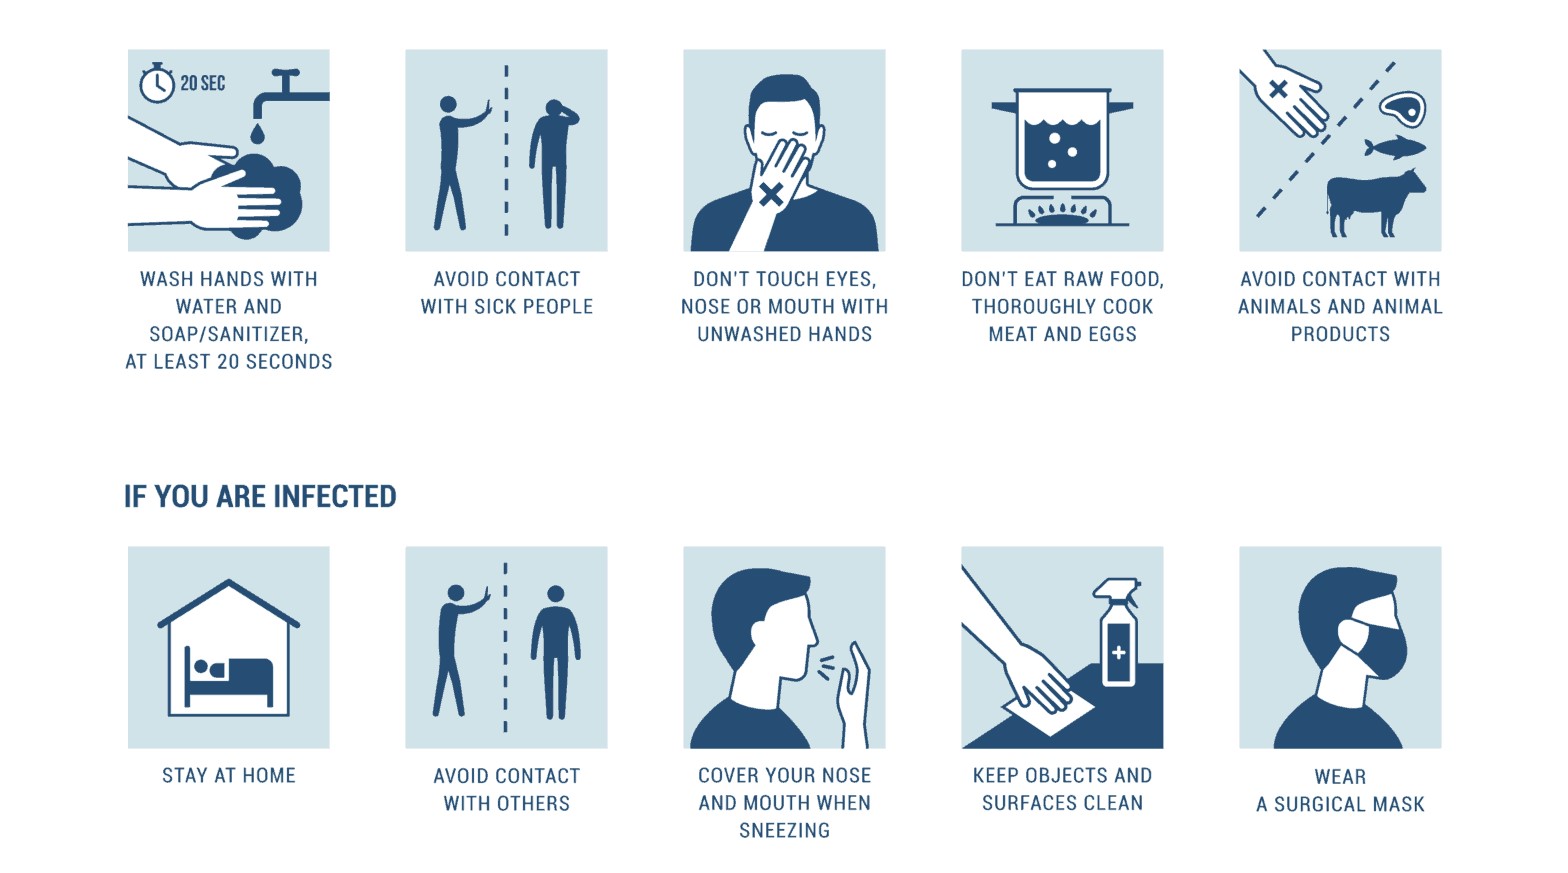 20 SEC
WASH HANDS WITH
WATER AND
SOAP/SANITIZER,
AT LEAST 20 SECONDS
AVOID CONTACT
WITH SICK PEOPLE
DON'T TOUCH EYES,
NOSE OR MOUTH WITH
UNWASHED HANDS
DON'T EAT RAW FOOD,
THOROUGHLY COOK
MEAT AND EGGS
AVOID CONTACT WITH
ANIMALS AND ANIMAL
PRODUCTS
IF YOU ARE INFECTED
STAY AT HOME
AVOID CONTACT
WITH OTHERS
COVER YOUR NOSE
AND MOUTH WHEN
SNEEZING
KEEP OBJECTS AND
SURFACES CLEAN
WEAR
A SURGICAL MASK